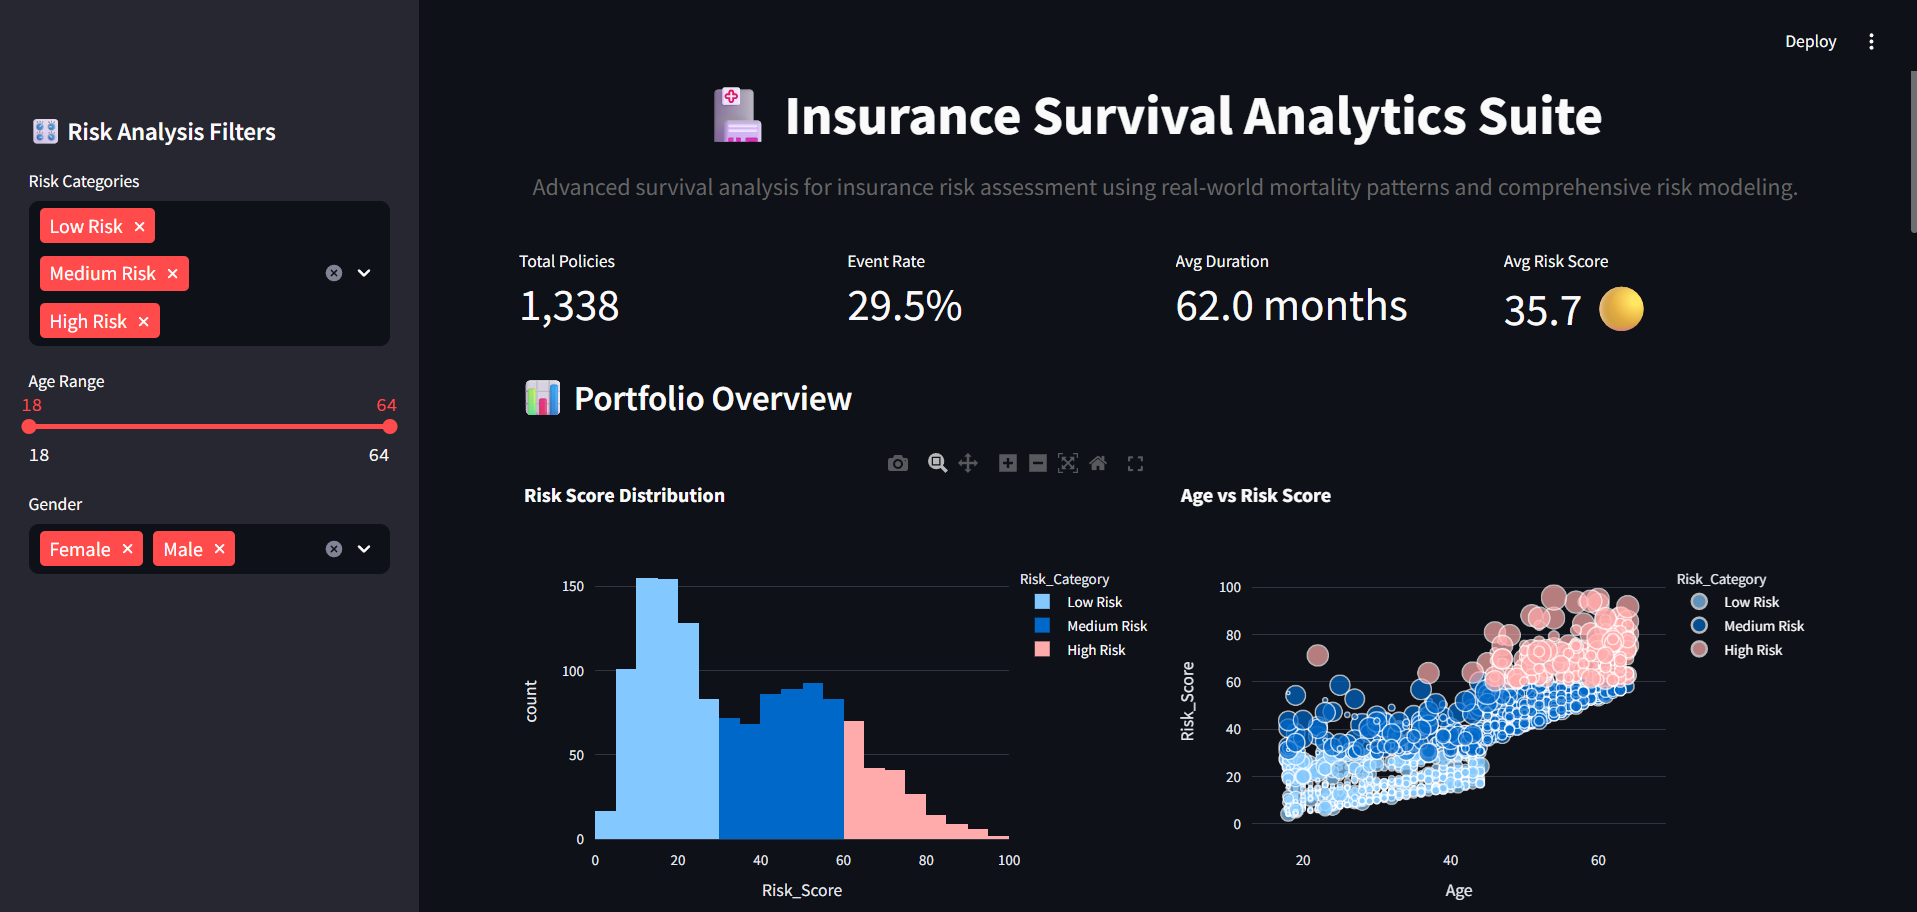 Deploy
Risk Analysis Filters
Risk Categories
Low Risk
Medium Risk
High Risk
Age Range
18 64
18 64
Gender
Female Male
Insurance Survival Analytics Suite
Advanced survival analysis for insurance risk assessment using real-world mortality patterns and comprehensive risk modeling.
Total Policies
1,338
Event Rate
29.5%
Avg Duration
62.0 months
Avg Risk Score
35.7
Portfolio Overview
Risk Score Distribution
150
100
50
0
count
0 20 40 60 80 100
Risk_Score
Risk_Category
Low Risk
Medium Risk
High Risk
Age vs Risk Score
100
80
60
40
20
0
Risk_Score
20 40 60
Age
Risk_Category
Low Risk
Medium Risk
High Risk